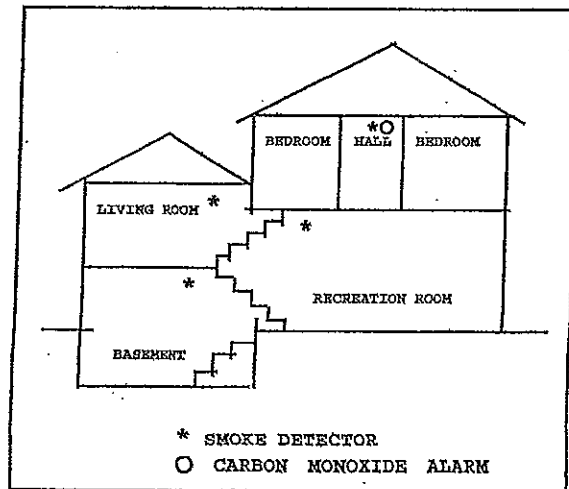 BEDROOM HALL BEDROOM
LIVING ROOM
RECREATION ROOM
BASEMENT
* SMOKE DETECTOR
O CARBON MONOXIDE ALARM